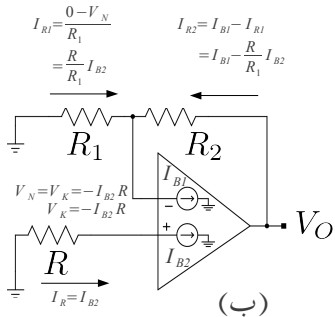 I_{R1} = \frac{0-V_N}{R_1}
= \frac{R}{R_1} I_{B2}
I_{R2} = I_{B1} - I_{R1}
= I_{B1} - \frac{R}{R_1} I_{B2}
R_1
R_2
V_N = V_K = -I_{B2} R
V_K = -I_{B2} R
I_{B1}
-
+
I_{B2}
V_O
R
I_R = I_{B2}
(ب)